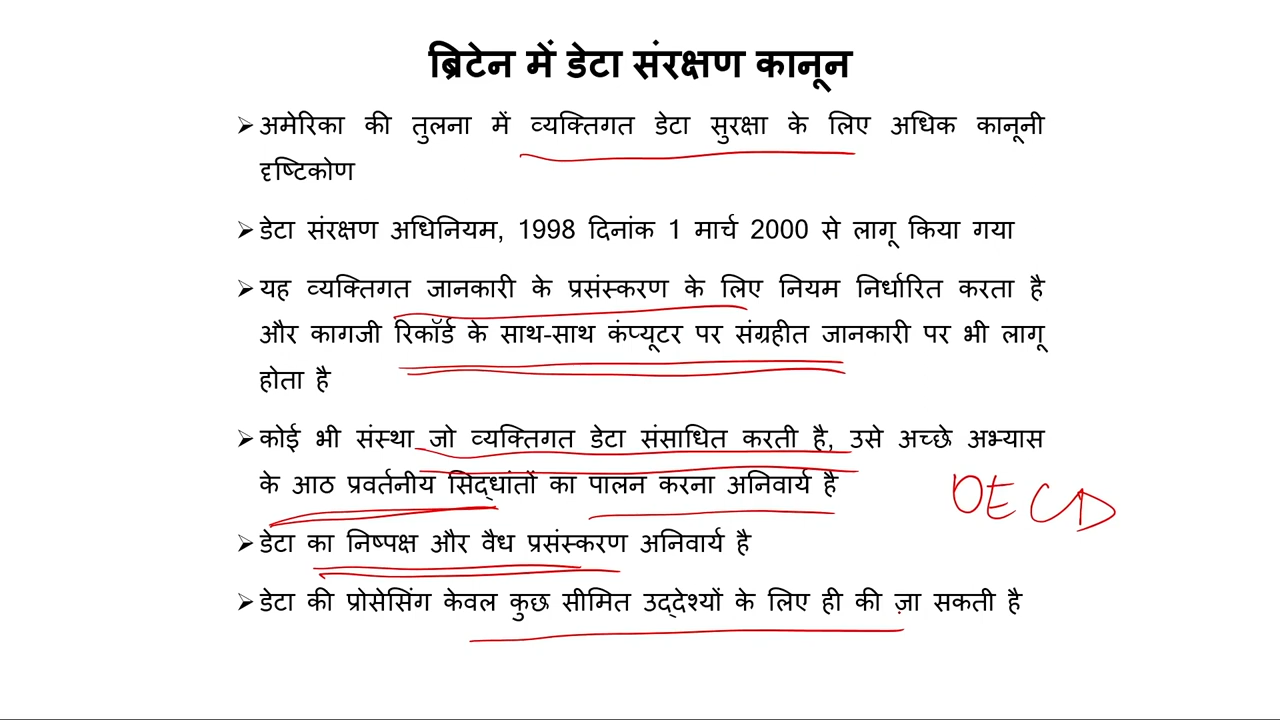 ब्रिटेन में डेटा संरक्षण कानून
➢ अमेरिका की तुलना में व्यक्तिगत डेटा सुरक्षा के लिए अधिक कानूनी
दृष्टिकोण
➢ डेटा संरक्षण अधिनियम, 1998 दिनांक 1 मार्च 2000 से लागू किया गया
➢ यह व्यक्तिगत जानकारी के प्रसंस्करण के लिए नियम निर्धारित करता है
और कागजी रिकॉर्ड के साथ-साथ कंप्यूटर पर संग्रहीत जानकारी पर भी लागू
होता है
➢ कोई भी संस्था जो व्यक्तिगत डेटा संसाधित करती है, उसे अच्छे अभ्यास
के आठ प्रवर्तनीय सिद्धांतों का पालन करना अनिवार्य है
OECD
➢ डेटा का निष्पक्ष और वैध प्रसंस्करण अनिवार्य है
➢ डेटा की प्रोसेसिंग केवल कुछ सीमित उद्देश्यों के लिए ही की ज़ा सकती है